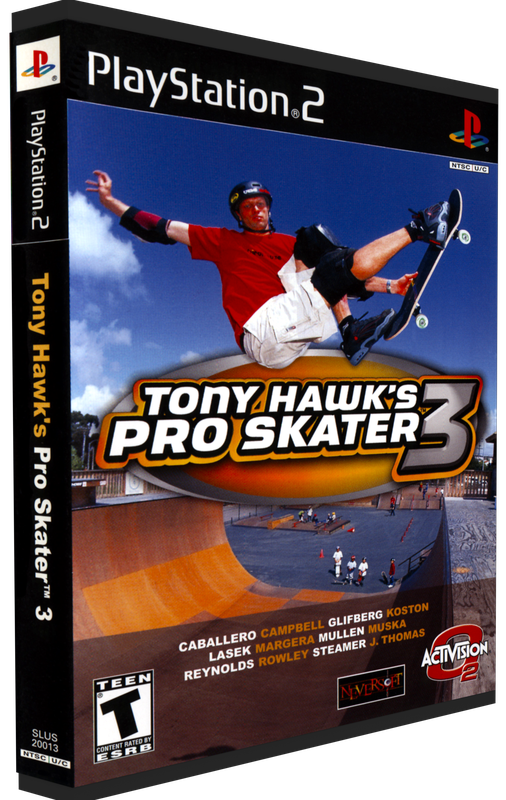 PlayStation®2
Tony Hawk's Pro Skater™ 3
SLUS
20013
NTSC U/C
PlayStation®2
NTSC U/C
TONY HAWK'S
PRO SKATER 3
CABALLERO CAMPBELL GLIFBERG KOSTON
LASEK MARGERA MULLEN MUSKA
REYNOLDS ROWLEY STEAMER J. THOMAS
TEEN
T
CONTENT RATED BY
ESRB
NEVERSOFT
ACTIVISION
O2